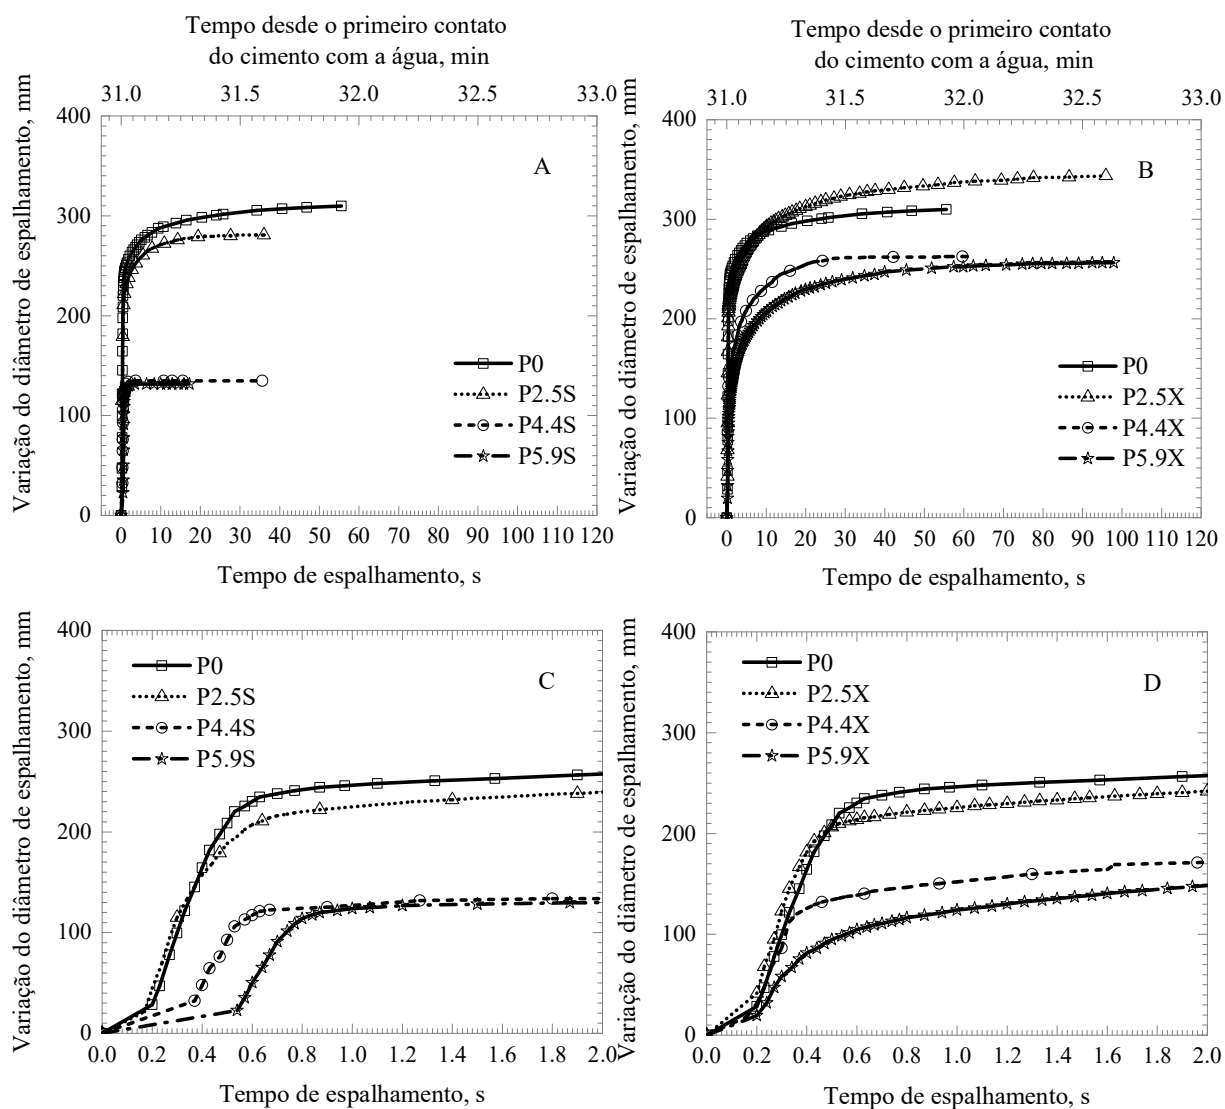 Tempo desde o primeiro contato
do cimento com a água, min
31.0 31.5 32.0 32.5 33.0
Variação do diâmetro de espalhamento, mm
400
300
200
100
0
A
P0
P2.5S
P4.4S
P5.9S
0 10 20 30 40 50 60 70 80 90 100 110 120
Tempo de espalhamento, s
Tempo desde o primeiro contato
do cimento com a água, min
31.0 31.5 32.0 32.5 33.0
Variação do diâmetro de espalhamento, mm
400
300
200
100
0
B
P0
P2.5X
P4.4X
P5.9X
0 10 20 30 40 50 60 70 80 90 100 110 120
Tempo de espalhamento, s
Variação do diâmetro de espalhamento, mm
400
300
200
100
0
P0
P2.5S
P4.4S
P5.9S
C
0.0 0.2 0.4 0.6 0.8 1.0 1.2 1.4 1.6 1.8 2.0
Tempo de espalhamento, s
Variação do diâmetro de espalhamento, mm
400
300
200
100
0
P0
P2.5X
P4.4X
P5.9X
D
0.0 0.2 0.4 0.6 0.8 1.0 1.2 1.4 1.6 1.8 2.0
Tempo de espalhamento, s